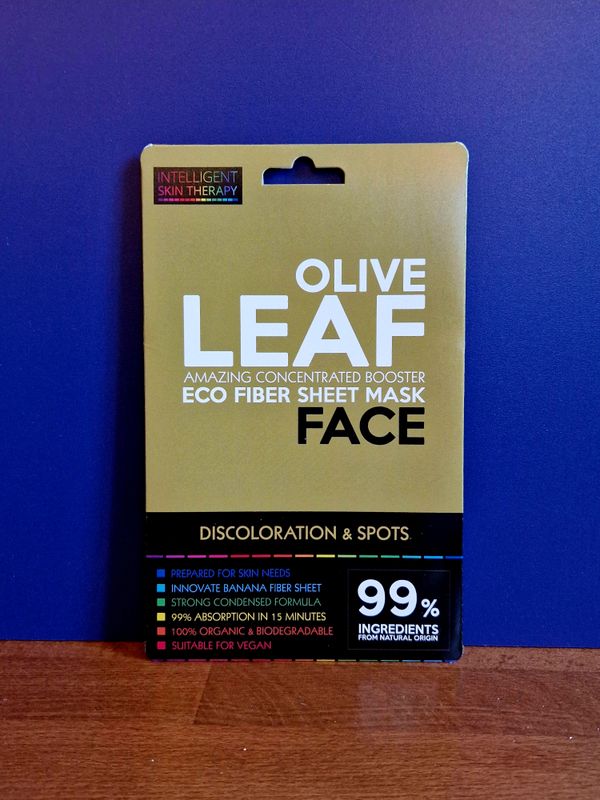 INTELLIGENT
SKIN THERAPY
OLIVE
LEAF
AMAZING CONCENTRATED BOOSTER
ECO FIBER SHEET MASK
FACE
DISCOLORATION & SPOTS
PREPARED FOR SKIN NEEDS
INNOVATE BANANA FIBER SHEET
STRONG CONDENSED FORMULA
99% ABSORPTION IN 15 MINUTES
100% ORGANIC & BIODEGRADABLE
SUITABLE FOR VEGAN
99%
INGREDIENTS
FROM NATURAL ORIGIN